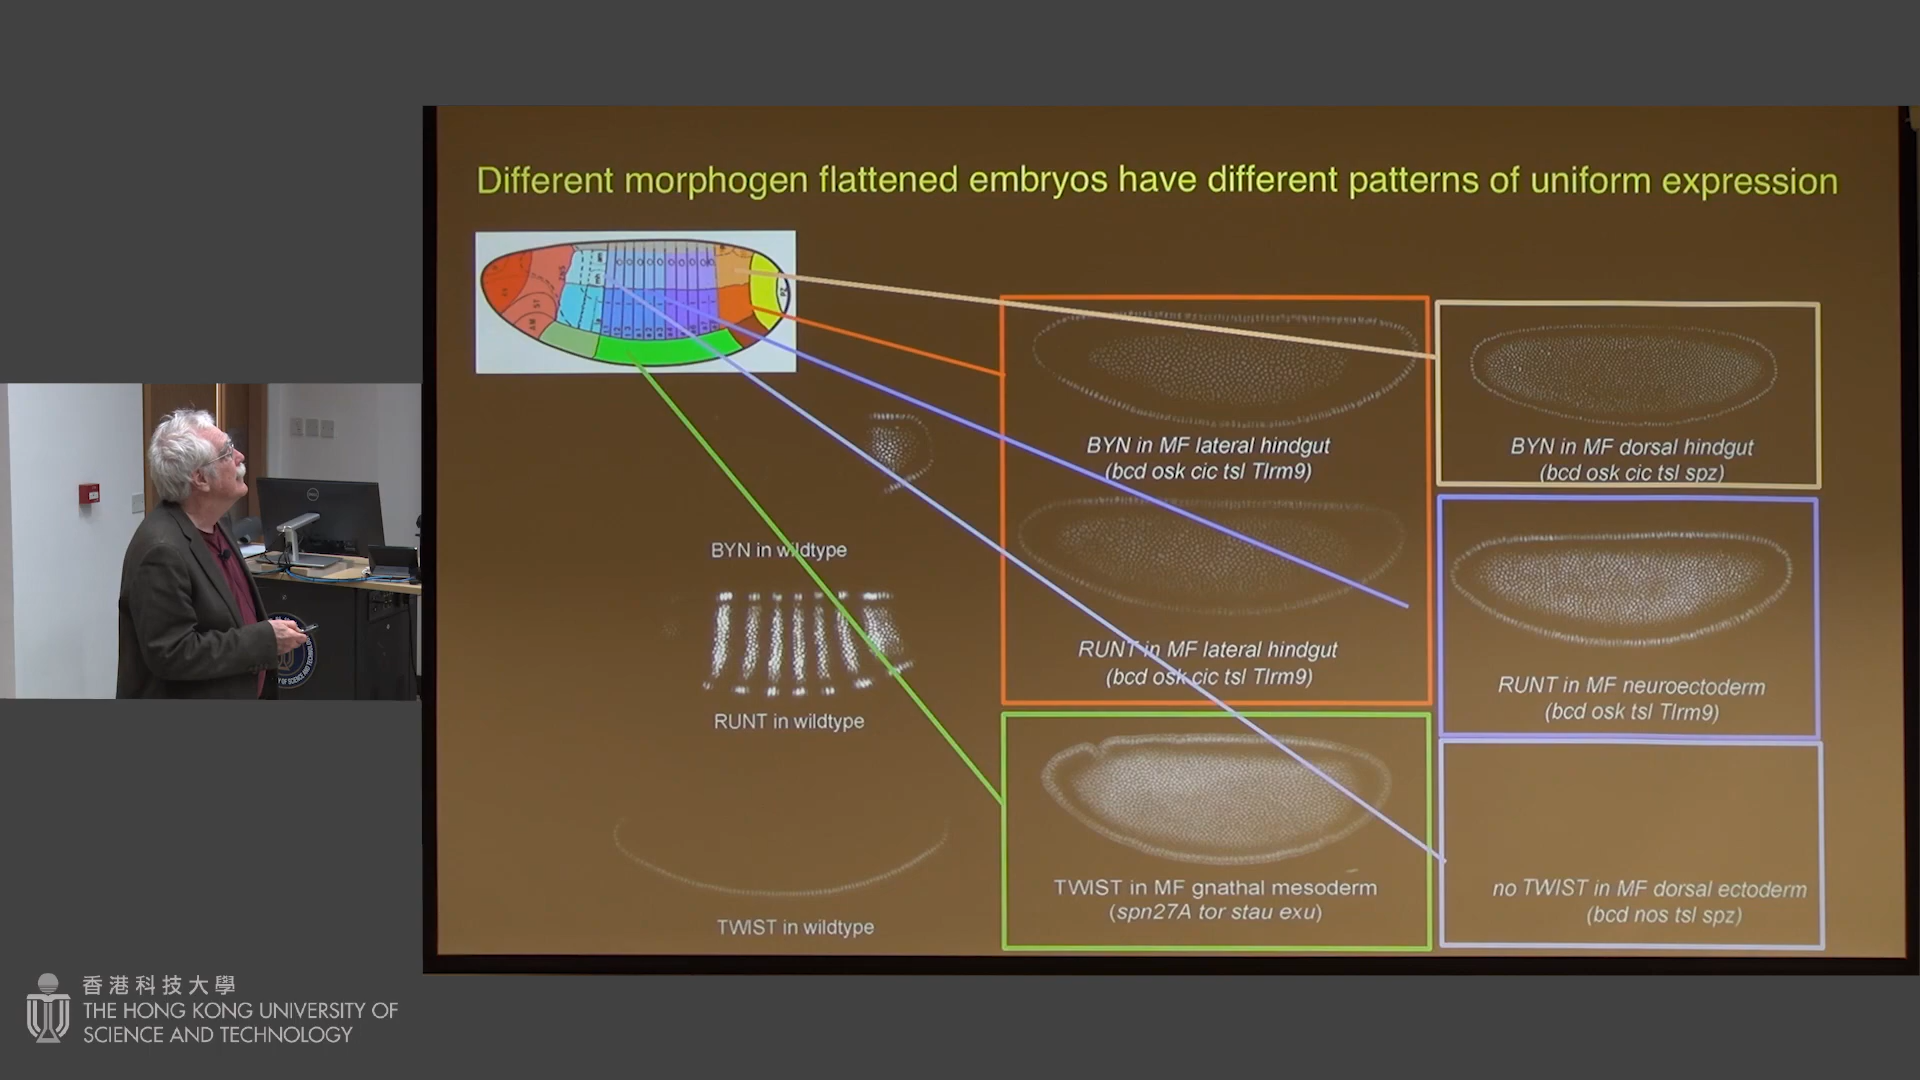 Different morphogen flattened embryos have different patterns of uniform expression
BYN in MF lateral hindgut
(bcd osk cic tsl Tlrm9)
BYN in MF dorsal hindgut
(bcd osk cic tsl spz)
BYN in wildtype
RUNT in MF lateral hindgut
(bcd osk cic tsl Tlrm9)
RUNT in MF neuroectoderm
(bcd osk tsl Tlrm9)
RUNT in wildtype
TWIST in MF gnathal mesoderm
(spn27A tor stau exu)
no TWIST in MF dorsal ectoderm
(bcd nos tsl spz)
TWIST in wildtype
香港科技大學
THE HONG KONG UNIVERSITY OF
SCIENCE AND TECHNOLOGY